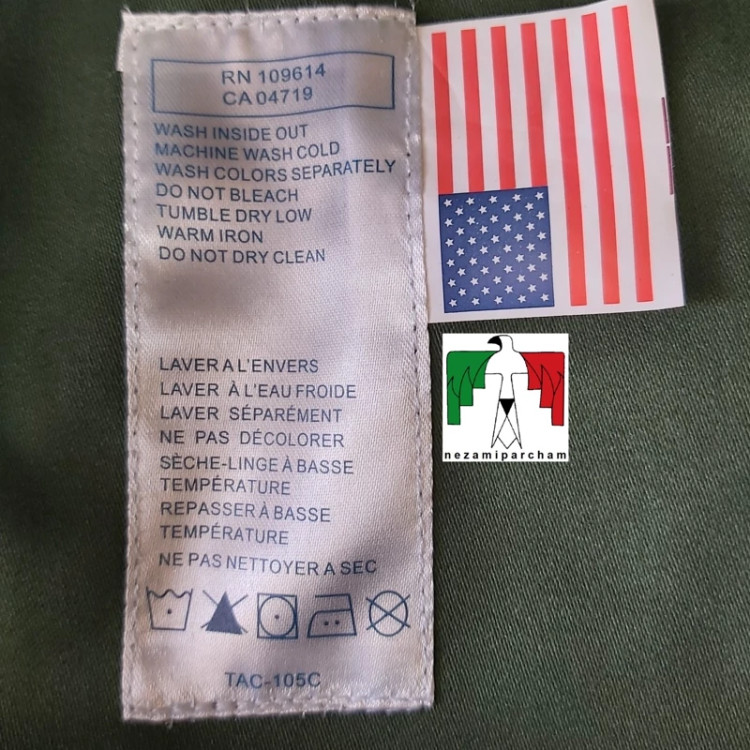 RN 109614
CA 04719
WASH INSIDE OUT
MACHINE WASH COLD
WASH COLORS SEPARATELY
DO NOT BLEACH
TUMBLE DRY LOW
WARM IRON
DO NOT DRY CLEAN
LAVER A L'ENVERS
LAVER À L'EAU FROIDE
LAVER SÉPARÉMENT
NE PAS DÉCOLORER
SÈCHE-LINGE À BASSE
TEMPÉRATURE
REPASSER À BASSE
TEMPÉRATURE
NE PAS NETTOYER A SEC
TAC-105C
nezamiparcham